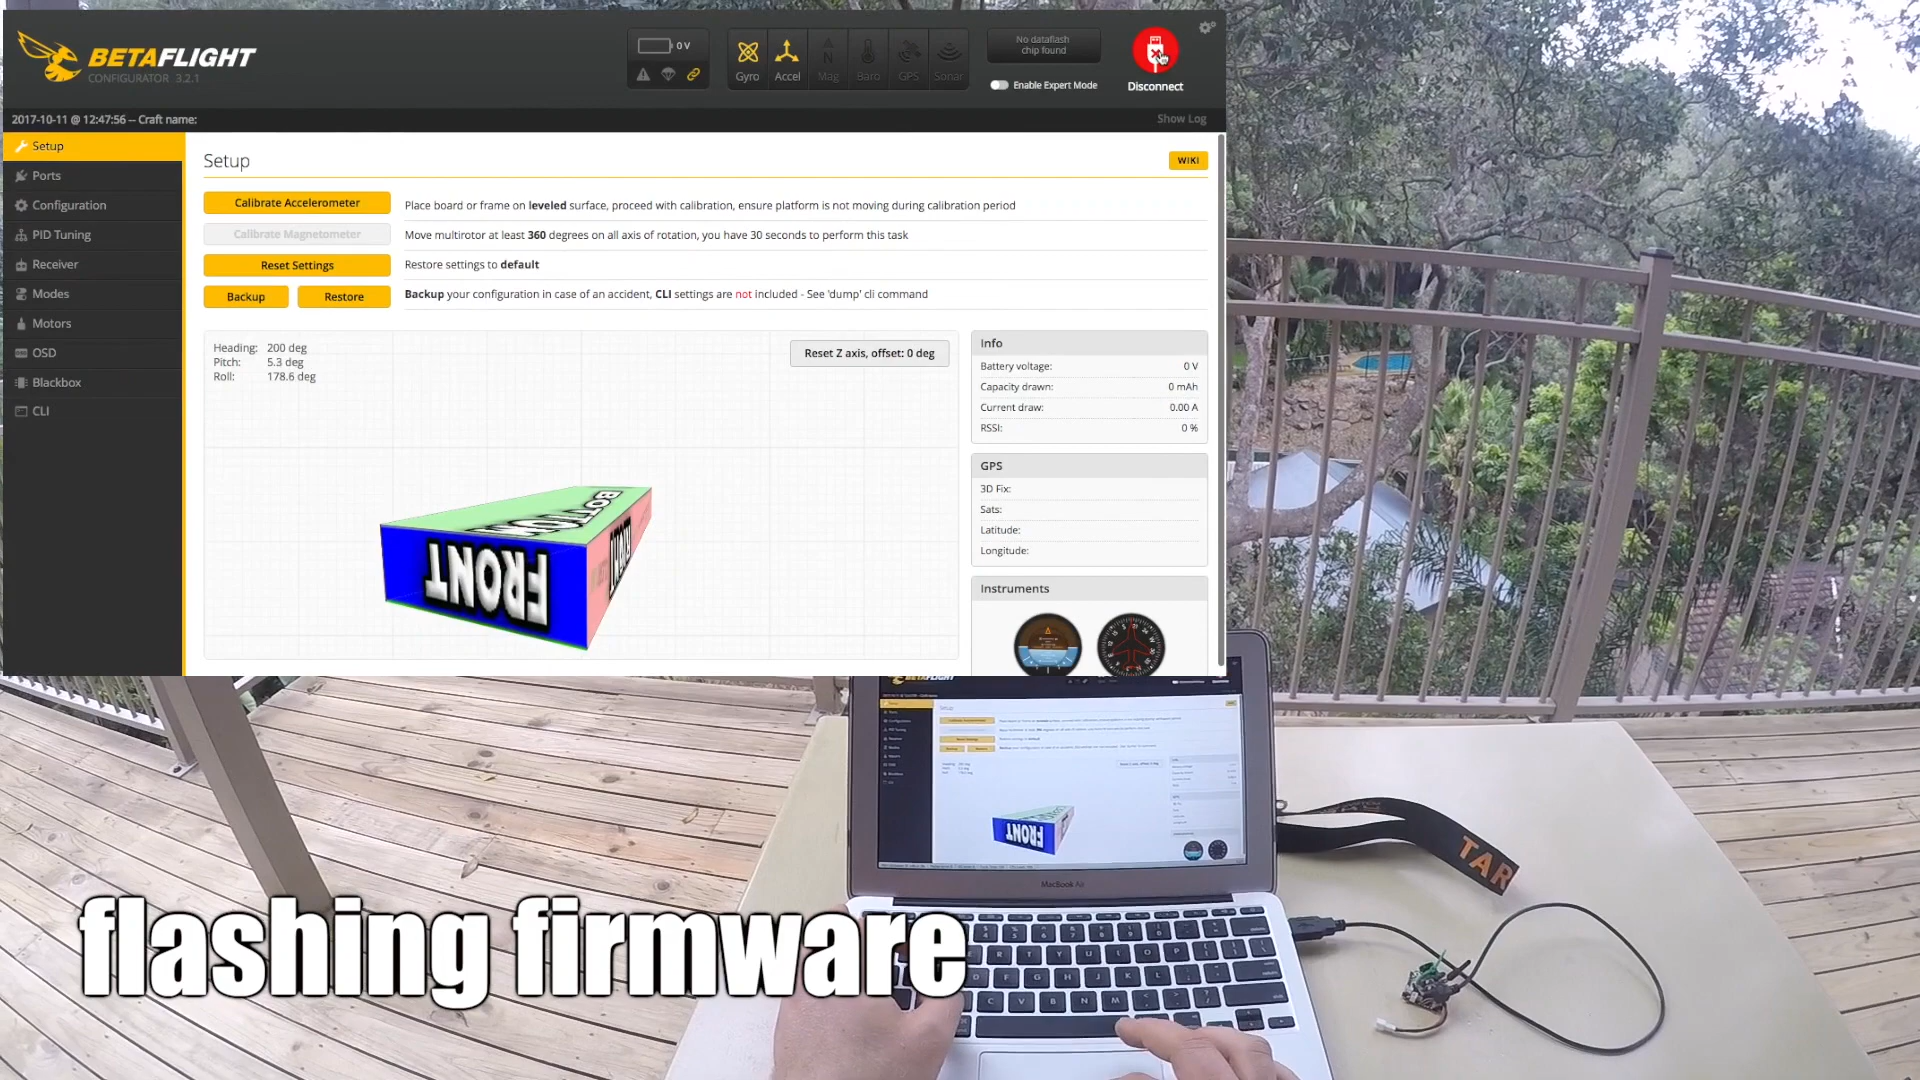 BETAFLIGHT
CONFIGURATOR 3.2.1
0 V
Gyro
Accel
Mag
Baro
GPS
Sonar
No dataflash
chip found
Enable Expert Mode
Disconnect
2017-10-11 @ 12:47:56 -- Craft name:
Show Log
Setup
Ports
Configuration
PID Tuning
Receiver
Modes
Motors
OSD
Blackbox
CLI
Setup
WIKI
Calibrate Accelerometer
Place board or frame on leveled surface, proceed with calibration, ensure platform is not moving during calibration period
Calibrate Magnetometer
Move multirotor at least 360 degrees on all axis of rotation, you have 30 seconds to perform this task
Reset Settings
Restore settings to default
Backup
Restore
Backup your configuration in case of an accident, CLI settings are not included - See 'dump' cli command
Heading: 200 deg
Pitch: 5.3 deg
Roll: 178.6 deg
Reset Z axis, offset: 0 deg
BOTTOM
FRONT
Info
Battery voltage: 0 V
Capacity drawn: 0 mAh
Current draw: 0.00 A
RSSI: 0 %
GPS
3D Fix:
Sats:
Latitude:
Longitude:
Instruments
BETAFLIGHT
Setup
FRONT
MacBook Air
TAR
flashing firmware